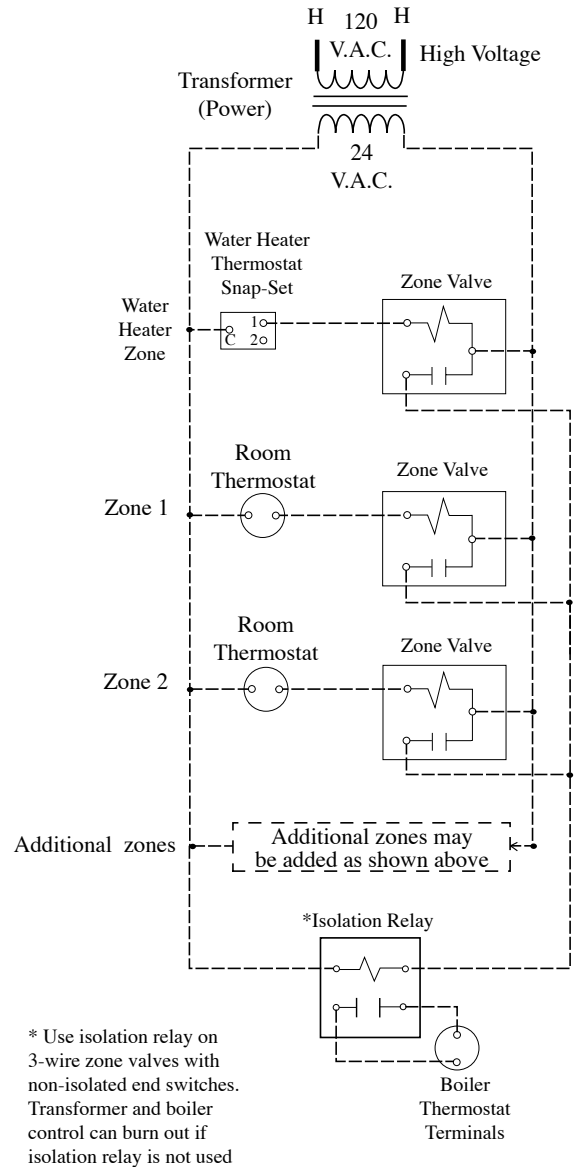 H 120 H
V.A.C.
High Voltage
Transformer
(Power)
24
V.A.C.
Water Heater
Thermostat
Snap-Set
Zone Valve
Water
Heater
Zone
1
C 2
Room
Thermostat
Zone Valve
Zone 1
Room
Thermostat
Zone Valve
Zone 2
Additional zones
Additional zones may
be added as shown above
*Isolation Relay
* Use isolation relay on
3-wire zone valves with
non-isolated end switches.
Transformer and boiler
control can burn out if
isolation relay is not used
Boiler
Thermostat
Terminals